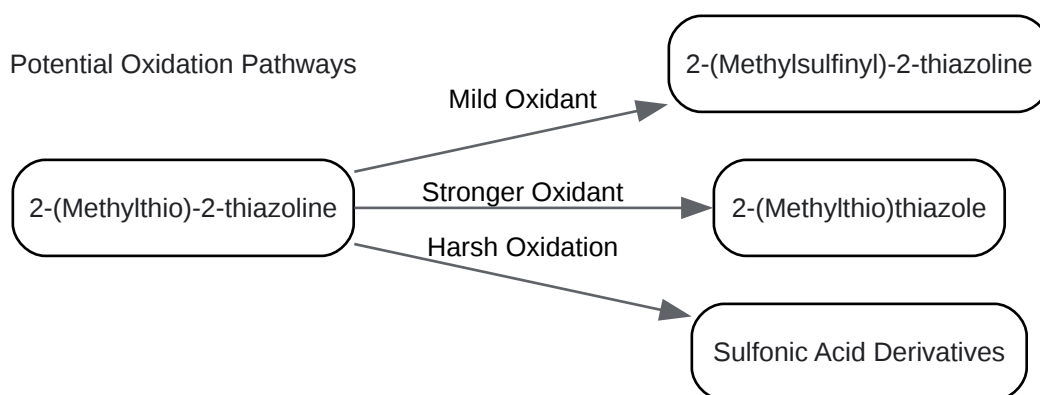 Potential Oxidation Pathways
2-(Methylsulfinyl)-2-thiazoline
Mild Oxidant
2-(Methylthio)-2-thiazoline
Stronger Oxidant
2-(Methylthio)thiazole
Harsh Oxidation
Sulfonic Acid Derivatives